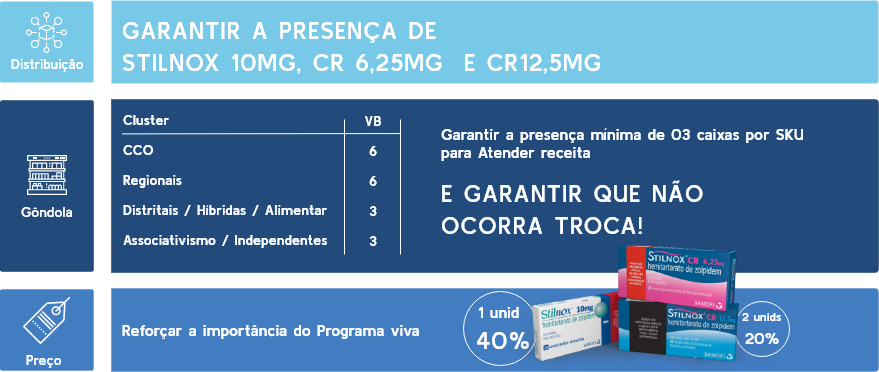 Distribuição
GARANTIR A PRESENÇA DE
STILNOX 10MG, CR 6,25MG E CR12,5MG
Gôndola
Cluster VB
CCO 6
Regionais 6
Distritais / Híbridas / Alimentar 3
Associativismo / Independentes 3
Garantir a presença mínima de 03 caixas por SKU
para Atender receita
E GARANTIR QUE NÃO
OCORRA TROCA!
Preço
Reforçar a importância do Programa viva
1 unid
40%
STILNOX CR 6,25mg
hemitartarato de zolpidem
SANOFI
Stilnox 10mg
hemitartarato de zolpidem
STILNOX CR 12,5mg
hemitartarato de zolpidem
SANOFI
2 unids
20%